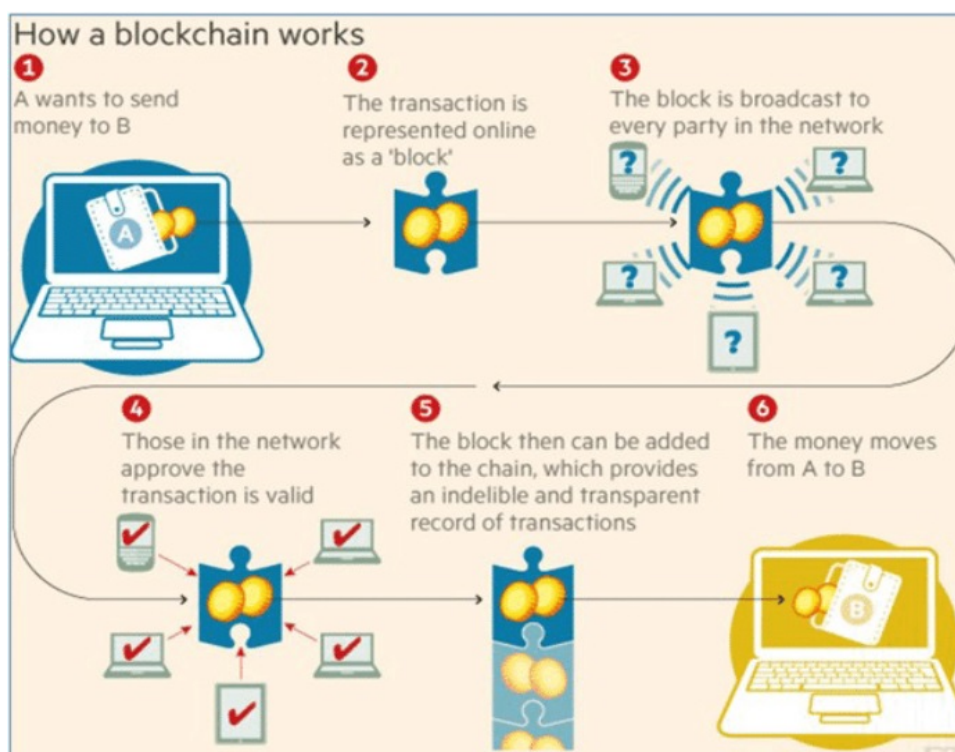 How a blockchain works
1
A wants to send
money to B
2
The transaction is
represented online
as a 'block'
3
The block is broadcast to
every party in the network
?
?
?
?
?
A
4
Those in the network
approve the
transaction is valid
5
The block then can be added
to the chain, which provides
an indelible and transparent
record of transactions
6
The money moves
from A to B
B